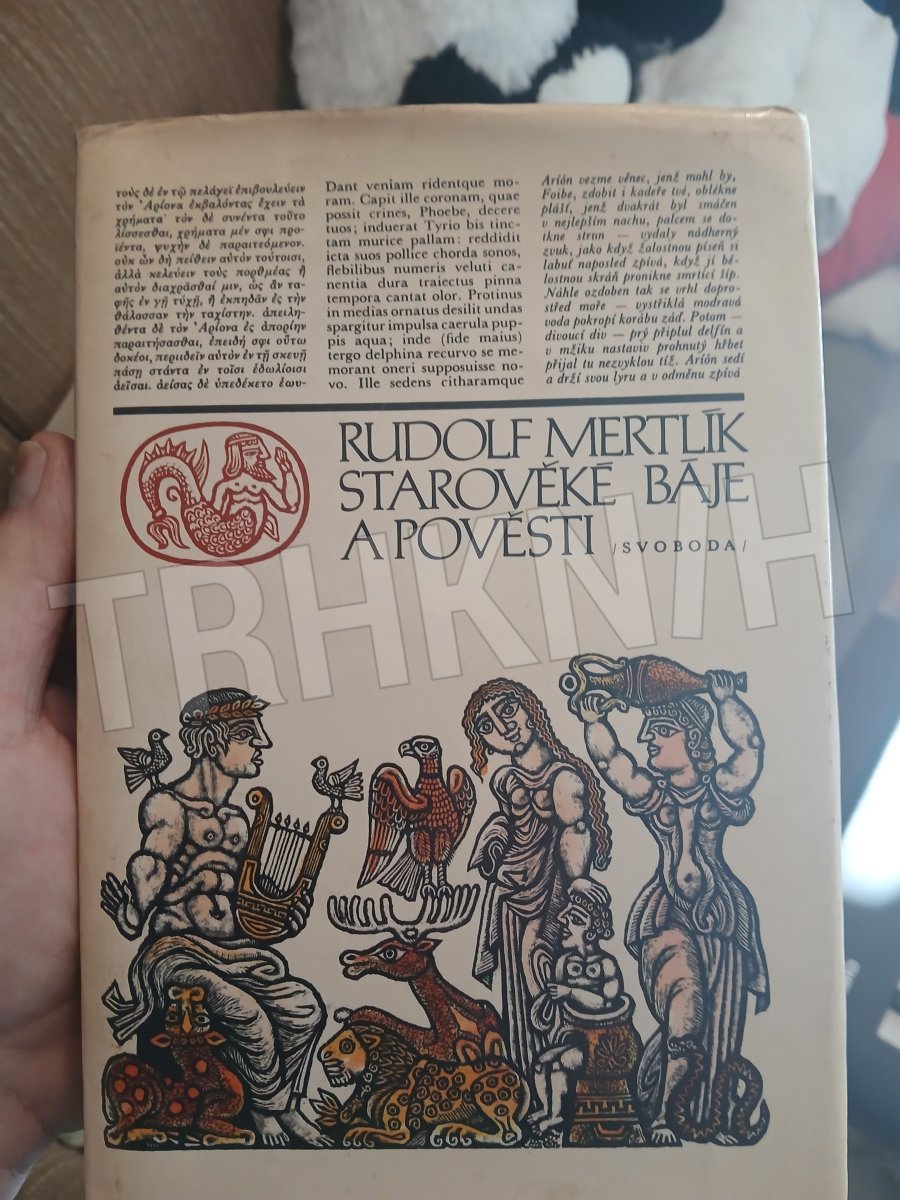 τοὺς δὲ ἐν τῷ πελάγεϊ ἐπιβουλεύειν
τὸν Ἀρίονα ἐκβαλόντας ἔχειν τὰ
χρήματα· τὸν δὲ συνέντα τοῦτο
λίσσεσθαι, χρήματα μέν σφι προ-
ϊέντα, ψυχὴν δὲ παραιτεόμενον.
οὐκ ὦν δὴ πείθειν αὐτὸν τούτοισι,
ἀλλὰ κελεύειν τοὺς πορθμέας ἢ
αὐτὸν διαχρᾶσθαί μιν, ὡς ἂν τα-
φῆς ἐν γῇ τύχῃ, ἢ ἐκπηδᾶν ἐς τὴν
θάλασσαν τὴν ταχίστην. ἀπειλη-
θέντα δὲ τὸν Ἀρίονα ἐς ἀπορίην
παραιτήσασθαι, ἐπειδή σφι οὕτω
δοκέοι, περιιδεῖν αὐτὸν ἐν τῇ σκευῇ
πάσῃ στάντα ἐν τοῖσι ἑδωλίοισι
ἀεῖσαι. ἀείσας δὲ ὑπεδέκετο ἑωυ-
Dant veniam ridentque mo-
ram. Capit ille coronam, quae
possit crines, Phoebe, decere
tuos; induerat Tyrio bis tinc-
tam murice pallam: reddidit
icta suos pollice chorda sonos,
flebilibus numeris veluti ca-
nentia dura traiectus pinna
tempora cantat olor. Protinus
in medias ornatus desilit undas
spargitur impulsa caerula pup-
pis aqua; inde (fide maius)
tergo delphina recurvo se me-
morant oneri supposuisse no-
vo. Ille sedens citharamque
Aríón vezme věnec, jenž mohl by,
Foibe, zdobit i kadeře tvé, oblékne
plášť, jenž dvakrát byl smáčen
v nejlepším nachu, palcem se do-
tkne strun — vydaly nádherný
zvuk, jako když žalostnou píseň si
labuť naposled zpívá, když jí bě-
lostnou skráň pronikne smrtící šíp.
Náhle ozdoben tak se vrhl dopro-
střed moře — vystříklá modravá
voda pokropí korábu záď. Potom —
divoucí div — prý připlul delfín a
v mžiku nastaviv prohnutý hřbet
přijal tu nezvyklou tíž. Aríón sedí
a drží svou lyru a v odměnu zpívá
RUDOLF MERTLÍK
STAROVĚKÉ BÁJE
A POVĚSTI /SVOBODA/
TRHKNIH